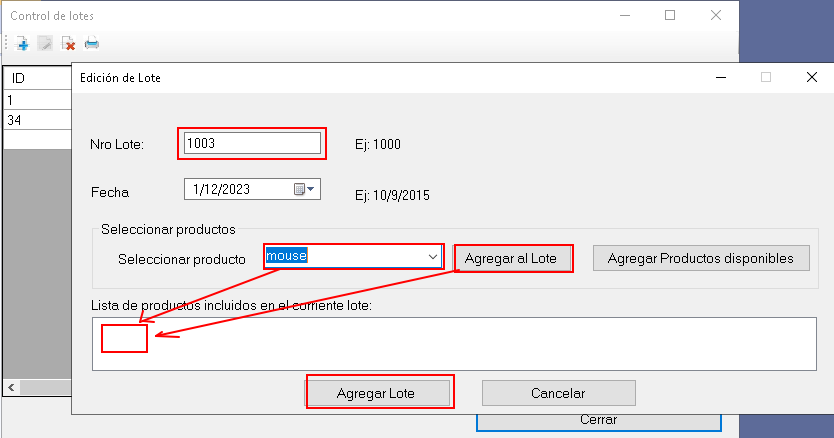 Control de lotes
ID
1
34
Edición de Lote
Nro Lote:
1003
Ej: 1000
Fecha
1/12/2023
Ej: 10/9/2015
Seleccionar productos
Seleccionar producto
mouse
Agregar al Lote
Agregar Productos disponibles
Lista de productos incluidos en el corriente lote:
Agregar Lote
Cancelar
Cerrar